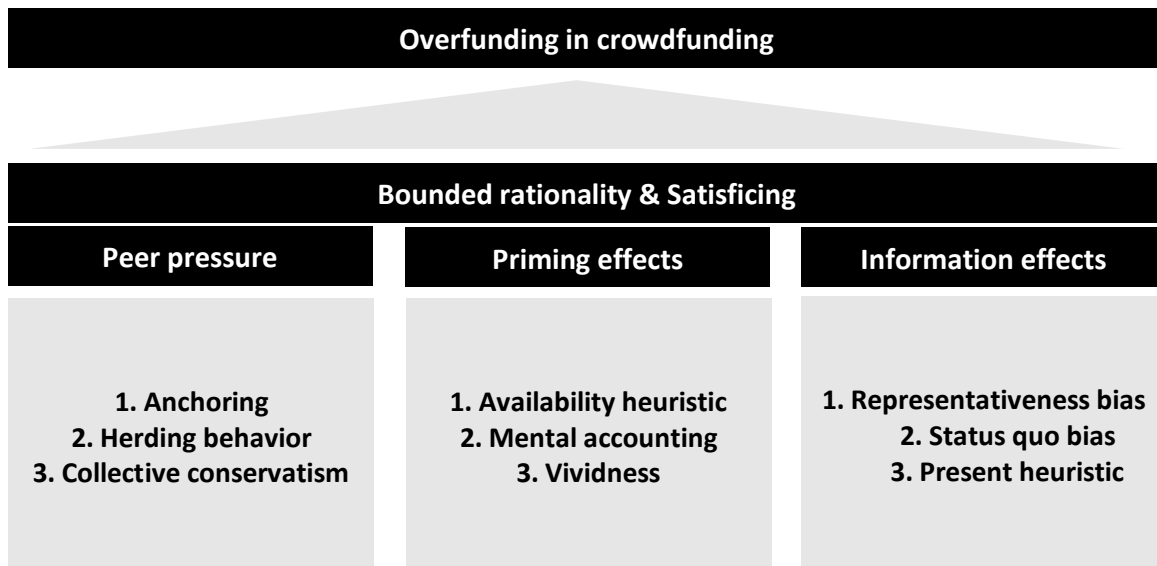 Overfunding in crowdfunding
Bounded rationality & Satisficing
Peer pressure
1. Anchoring
2. Herding behavior
3. Collective conservatism
Priming effects
1. Availability heuristic
2. Mental accounting
3. Vividness
Information effects
1. Representativeness bias
2. Status quo bias
3. Present heuristic